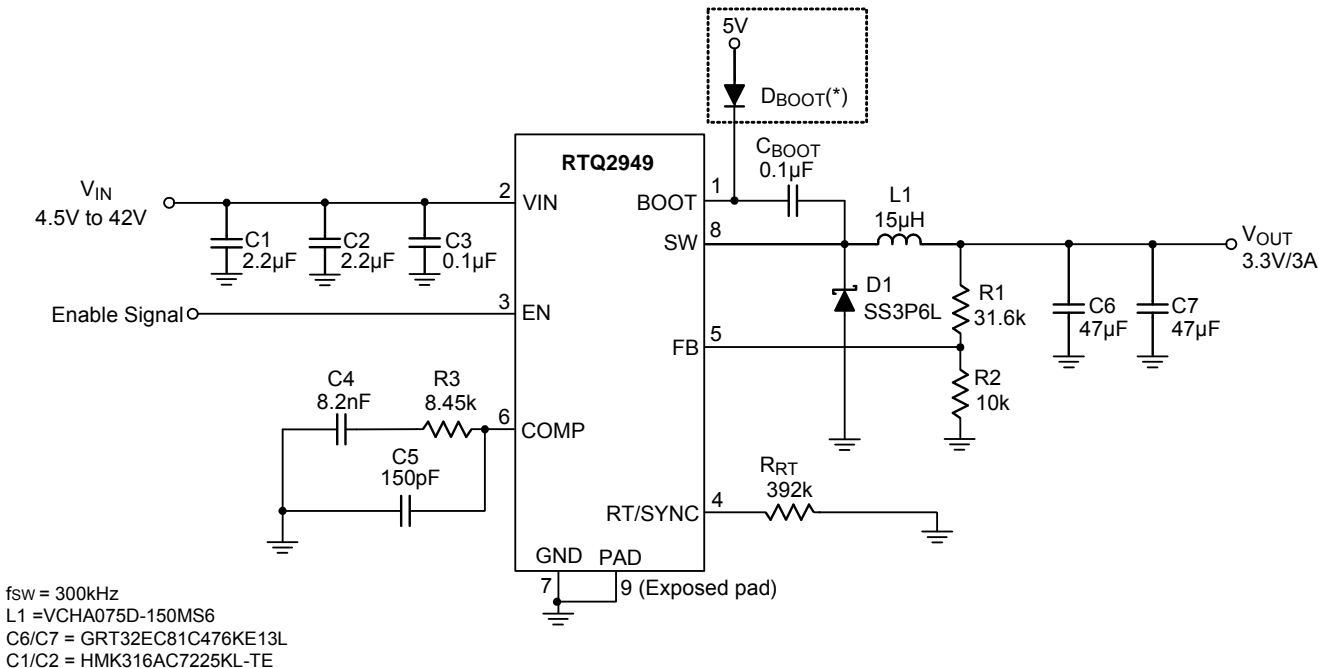 5V
DBOOT(*)
RTQ2949
CBOOT
0.1µF
VIN
4.5V to 42V
2
VIN
BOOT
1
L1
15µH
SW
8
VOUT
3.3V/3A
C1
2.2µF
C2
2.2µF
C3
0.1µF
D1
SS3P6L
R1
31.6k
C6
47µF
C7
47µF
Enable Signal
3
EN
FB
5
R2
10k
C4
8.2nF
R3
8.45k
6
COMP
C5
150pF
RRT
392k
RT/SYNC
4
GND
PAD
7
9 (Exposed pad)
fSW = 300kHz
L1 =VCHA075D-150MS6
C6/C7 = GRT32EC81C476KE13L
C1/C2 = HMK316AC7225KL-TE